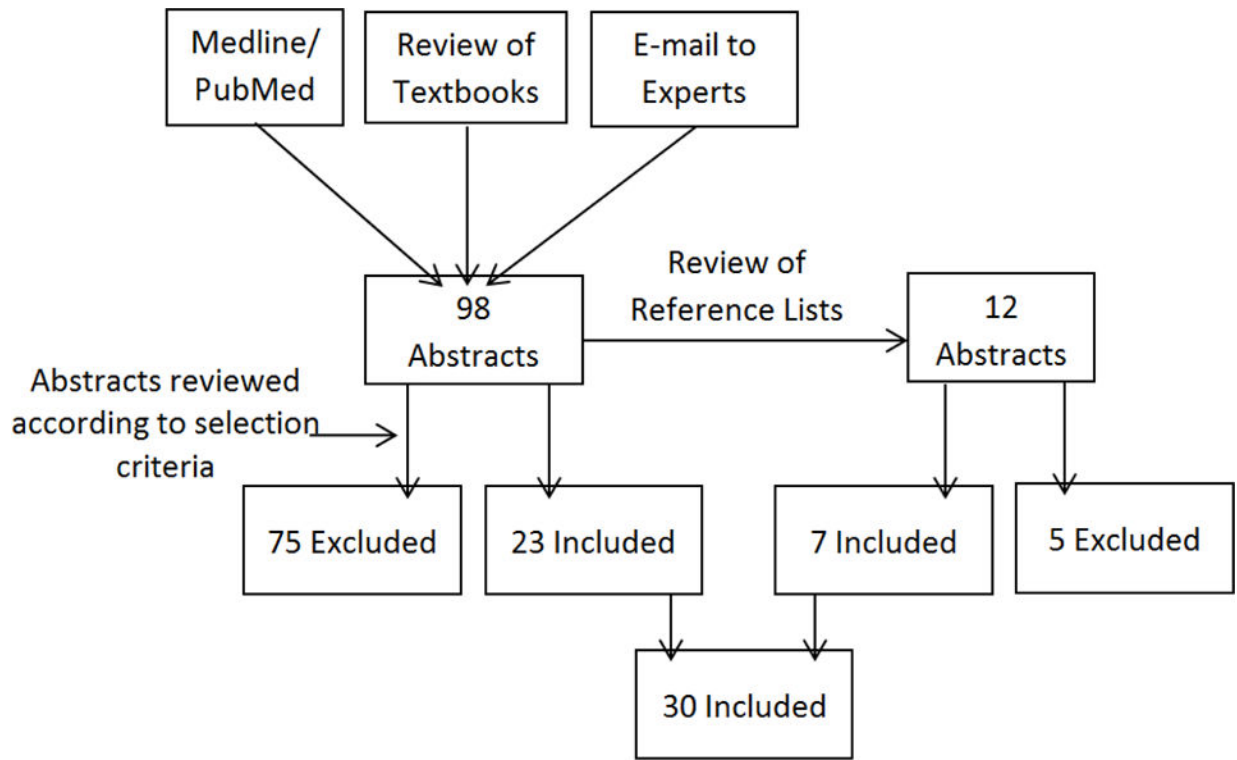 Medline/
PubMed
Review of
Textbooks
E-mail to
Experts
98
Abstracts
Review of
Reference Lists
12
Abstracts
Abstracts reviewed
according to selection
criteria
75 Excluded
23 Included
7 Included
5 Excluded
30 Included